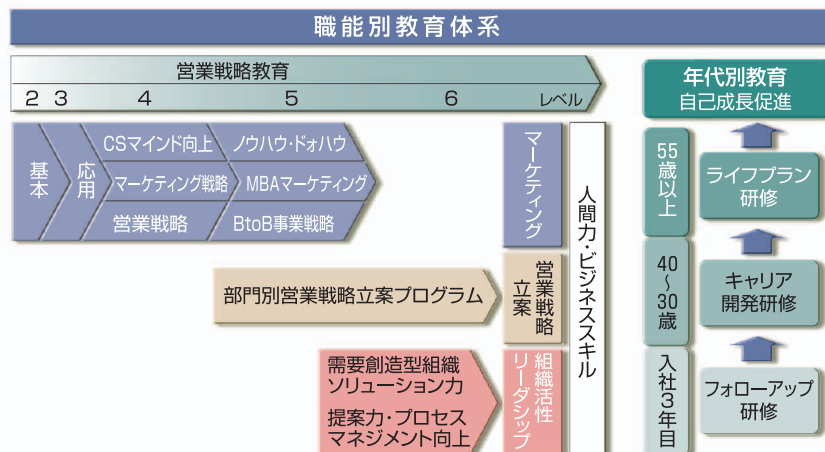 職能別教育体系
営業戦略教育
2 3 4 5 6 レベル
基本
応用
CSマインド向上
マーケティング戦略
営業戦略
ノウハウ・ドォハウ
MBAマーケティング
BtoB事業戦略
マーケティング
部門別営業戦略立案プログラム
営業戦略
立案
需要創造型組織
ソリューション力
提案力・プロセス
マネジメント向上
組織活性
リーダシップ
人間力・ビジネススキル
年代別教育
自己成長促進
55歳以上
ライフプラン
研修
40〜30歳
キャリア
開発研修
入社3年目
フォローアップ
研修